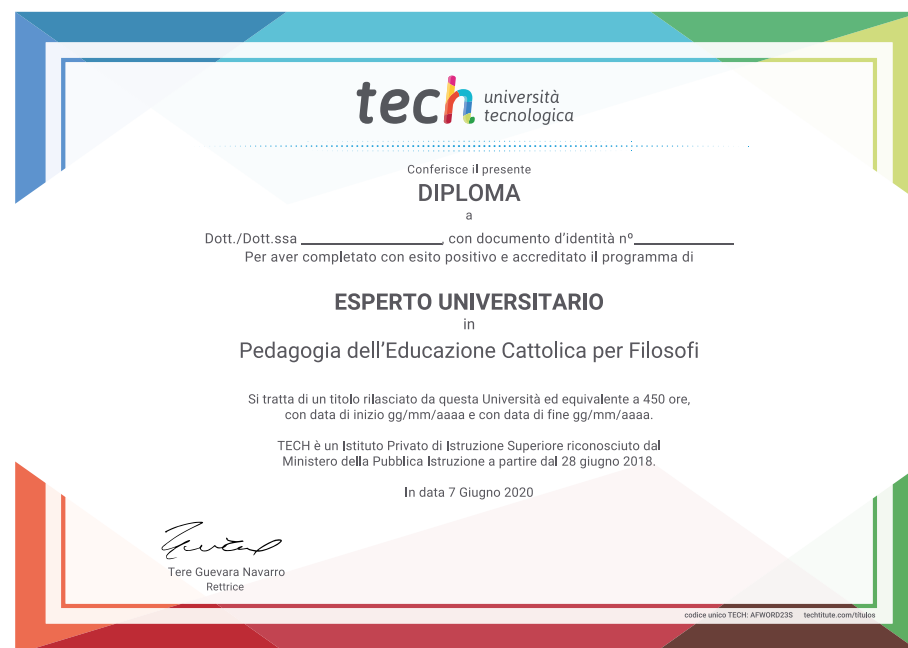 tech università
tecnologica
Conferisce il presente
DIPLOMA
a
Dott./Dott.ssa ____________________, con documento d'identità nº______________
Per aver completato con esito positivo e accreditato il programma di
ESPERTO UNIVERSITARIO
in
Pedagogia dell'Educazione Cattolica per Filosofi
Si tratta di un titolo rilasciato da questa Università ed equivalente a 450 ore,
con data di inizio gg/mm/aaaa e con data di fine gg/mm/aaaa.
TECH è un Istituto Privato di Istruzione Superiore riconosciuto dal
Ministero della Pubblica Istruzione a partire dal 28 giugno 2018.
In data 7 Giugno 2020
Tere Guevara Navarro
Rettrice
codice unico TECH: AFWORD23S techtitute.com/titulos